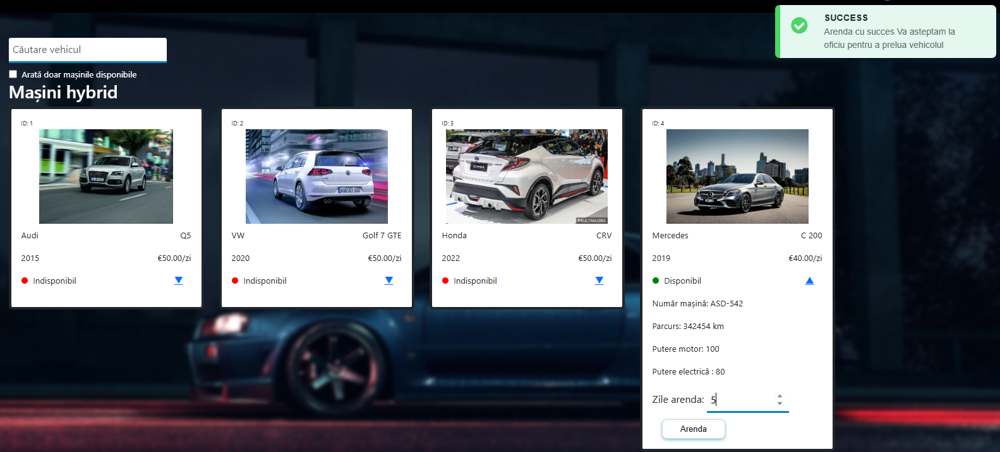 SUCCESS
Arenda cu succes Va asteptam la
oficiu pentru a prelua vehicolul
Căutare vehicul
Arată doar mașinile disponibile
Mașini hybrid
ID: 1
Audi Q5
2015 €50.00/zi
Indisponibil
ID: 2
VW Golf 7 GTE
2020 €50.00/zi
Indisponibil
ID: 3
C-HR
PAULTAN.ORG
Honda CRV
2022 €50.00/zi
Indisponibil
ID: 4
Mercedes C 200
2019 €40.00/zi
Disponibil
Număr mașină: ASD-542
Parcurs: 342454 km
Putere motor: 100
Putere electrică : 80
Zile arenda: 5
Arenda